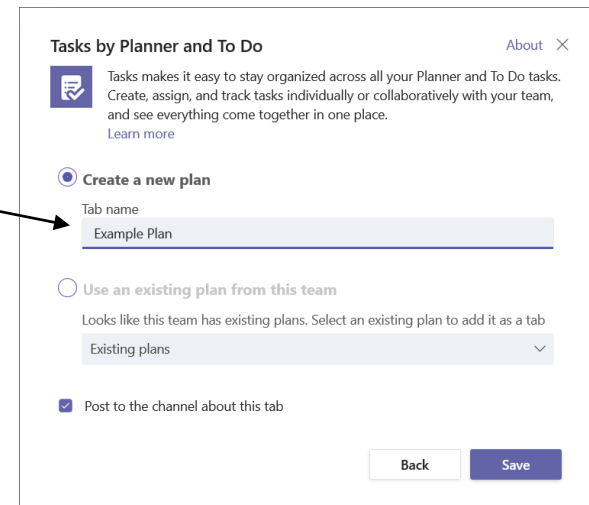 Tasks by Planner and To Do
About
Tasks makes it easy to stay organized across all your Planner and To Do tasks.
Create, assign, and track tasks individually or collaboratively with your team,
and see everything come together in one place.
Learn more
Create a new plan
Tab name
Example Plan
Use an existing plan from this team
Looks like this team has existing plans. Select an existing plan to add it as a tab
Existing plans
Post to the channel about this tab
Back
Save